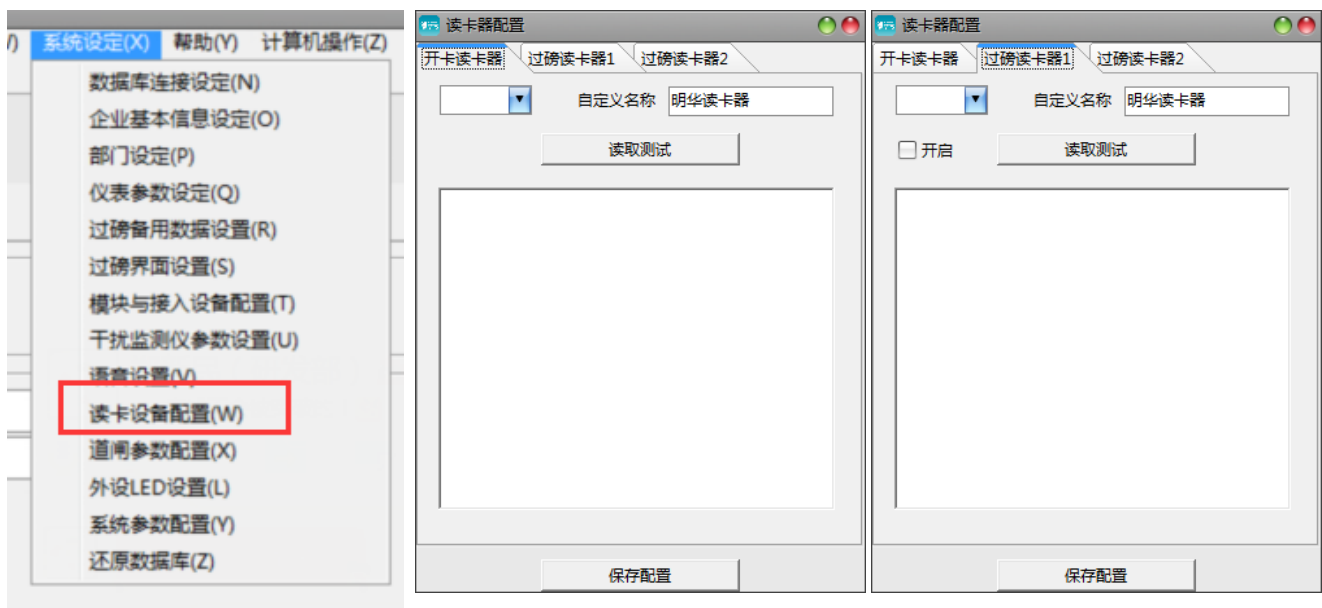 系统设定(X) 帮助(Y) 计算机操作(Z)
数据库连接设定(N)
企业基本信息设定(O)
部门设定(P)
仪表参数设定(Q)
过磅备用数据设置(R)
过磅界面设置(S)
模块与接入设备配置(T)
干扰监测仪参数设置(U)
语音设置(V)
读卡设备配置(W)
道闸参数配置(X)
外设LED设置(L)
系统参数配置(Y)
还原数据库(Z)
读卡器配置
开卡读卡器 过磅读卡器1 过磅读卡器2
自定义名称 明华读卡器
读取测试
保存配置
读卡器配置
开卡读卡器 过磅读卡器1 过磅读卡器2
自定义名称 明华读卡器
开启 读取测试
保存配置